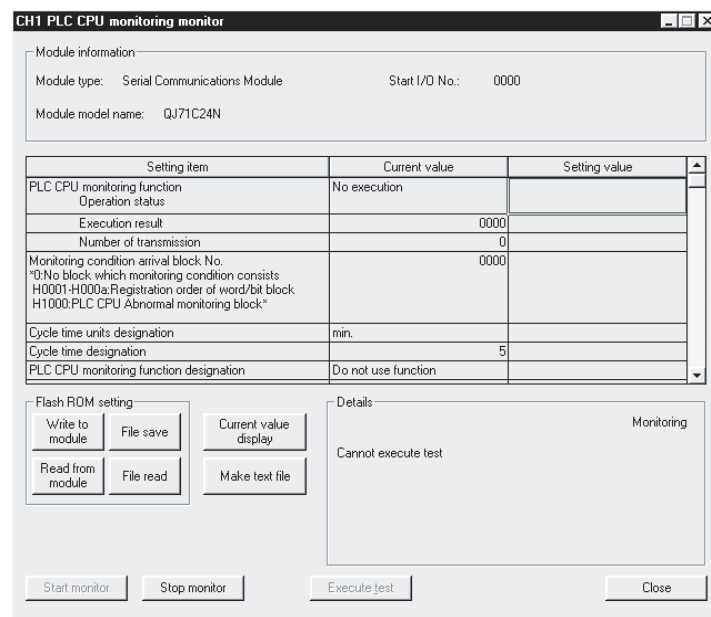 CH1 PLC CPU monitoring monitor
Module information
Module type: Serial Communications Module Start I/O No.: 0000
Module model name: QJ71C24N
Setting item Current value Setting value
PLC CPU monitoring function No execution
Operation status
Execution result 0000
Number of transmission 0
Monitoring condition arrival block No. 0000
*0:No block which monitoring condition consists
H0001-H000a:Registration order of word/bit block
H1000:PLC CPU Abnormal monitoring block*
Cycle time units designation min.
Cycle time designation 5
PLC CPU monitoring function designation Do not use function
Flash ROM setting
Write to module
File save
Current value display
Read from module
File read
Make text file
Details
Monitoring
Cannot execute test
Start monitor Stop monitor Execute test Close